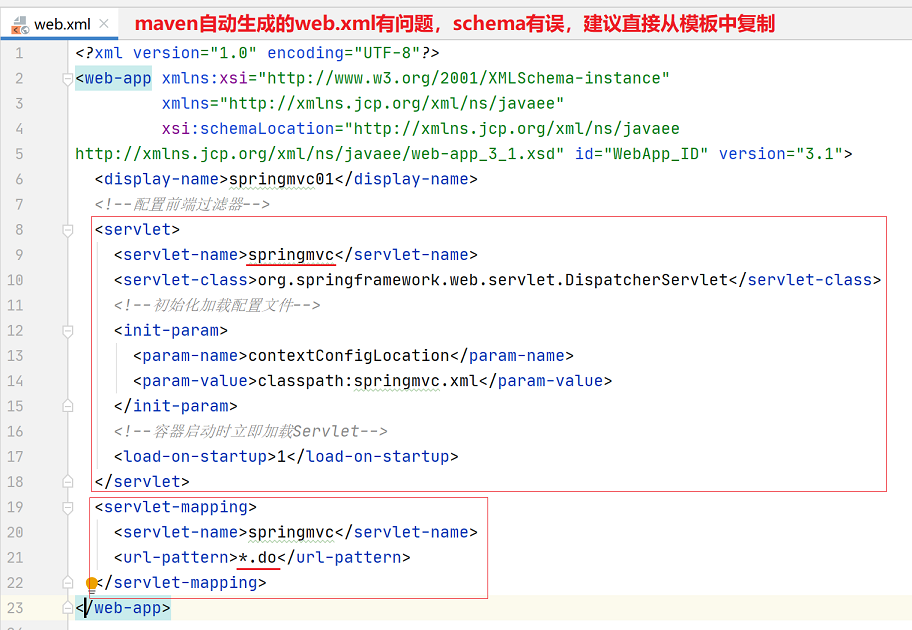 web.xml
maven自动生成的web.xml有问题，schema有误，建议直接从模板中复制
1 <?xml version="1.0" encoding="UTF-8"?>
2 <web-app xmlns:xsi="http://www.w3.org/2001/XMLSchema-instance"
3 xmlns="http://xmlns.jcp.org/xml/ns/javaee"
4 xsi:schemaLocation="http://xmlns.jcp.org/xml/ns/javaee
5 http://xmlns.jcp.org/xml/ns/javaee/web-app_3_1.xsd" id="WebApp_ID" version="3.1">
6 <display-name>springmvc01</display-name>
7 <!--配置前端过滤器-->
8 <servlet>
9 <servlet-name>springmvc</servlet-name>
10 <servlet-class>org.springframework.web.servlet.DispatcherServlet</servlet-class>
11 <!--初始化加载配置文件-->
12 <init-param>
13 <param-name>contextConfigLocation</param-name>
14 <param-value>classpath:springmvc.xml</param-value>
15 </init-param>
16 <!--容器启动时立即加载Servlet-->
17 <load-on-startup>1</load-on-startup>
18 </servlet>
19 <servlet-mapping>
20 <servlet-name>springmvc</servlet-name>
21 <url-pattern>*.do</url-pattern>
22 </servlet-mapping>
23 </web-app>